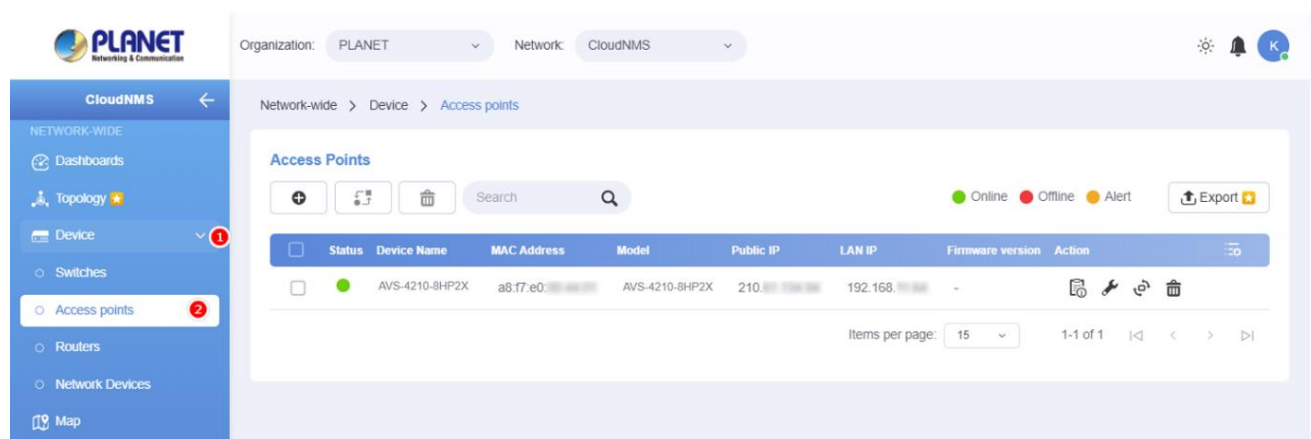 PLANET
Networking & Communication
Organization: PLANET Network: CloudNMS K
CloudNMS
Network-wide > Device > Access points
NETWORK-WIDE
Dashboards
Topology
Device 1
Switches
Access points 2
Routers
Network Devices
Map
Access Points
Search Online Offline Alert Export
Status Device Name MAC Address Model Public IP LAN IP Firmware version Action
AVS-4210-8HP2X a8:f7:e0: AVS-4210-8HP2X 210. 192.168. -
Items per page: 15 1-1 of 1